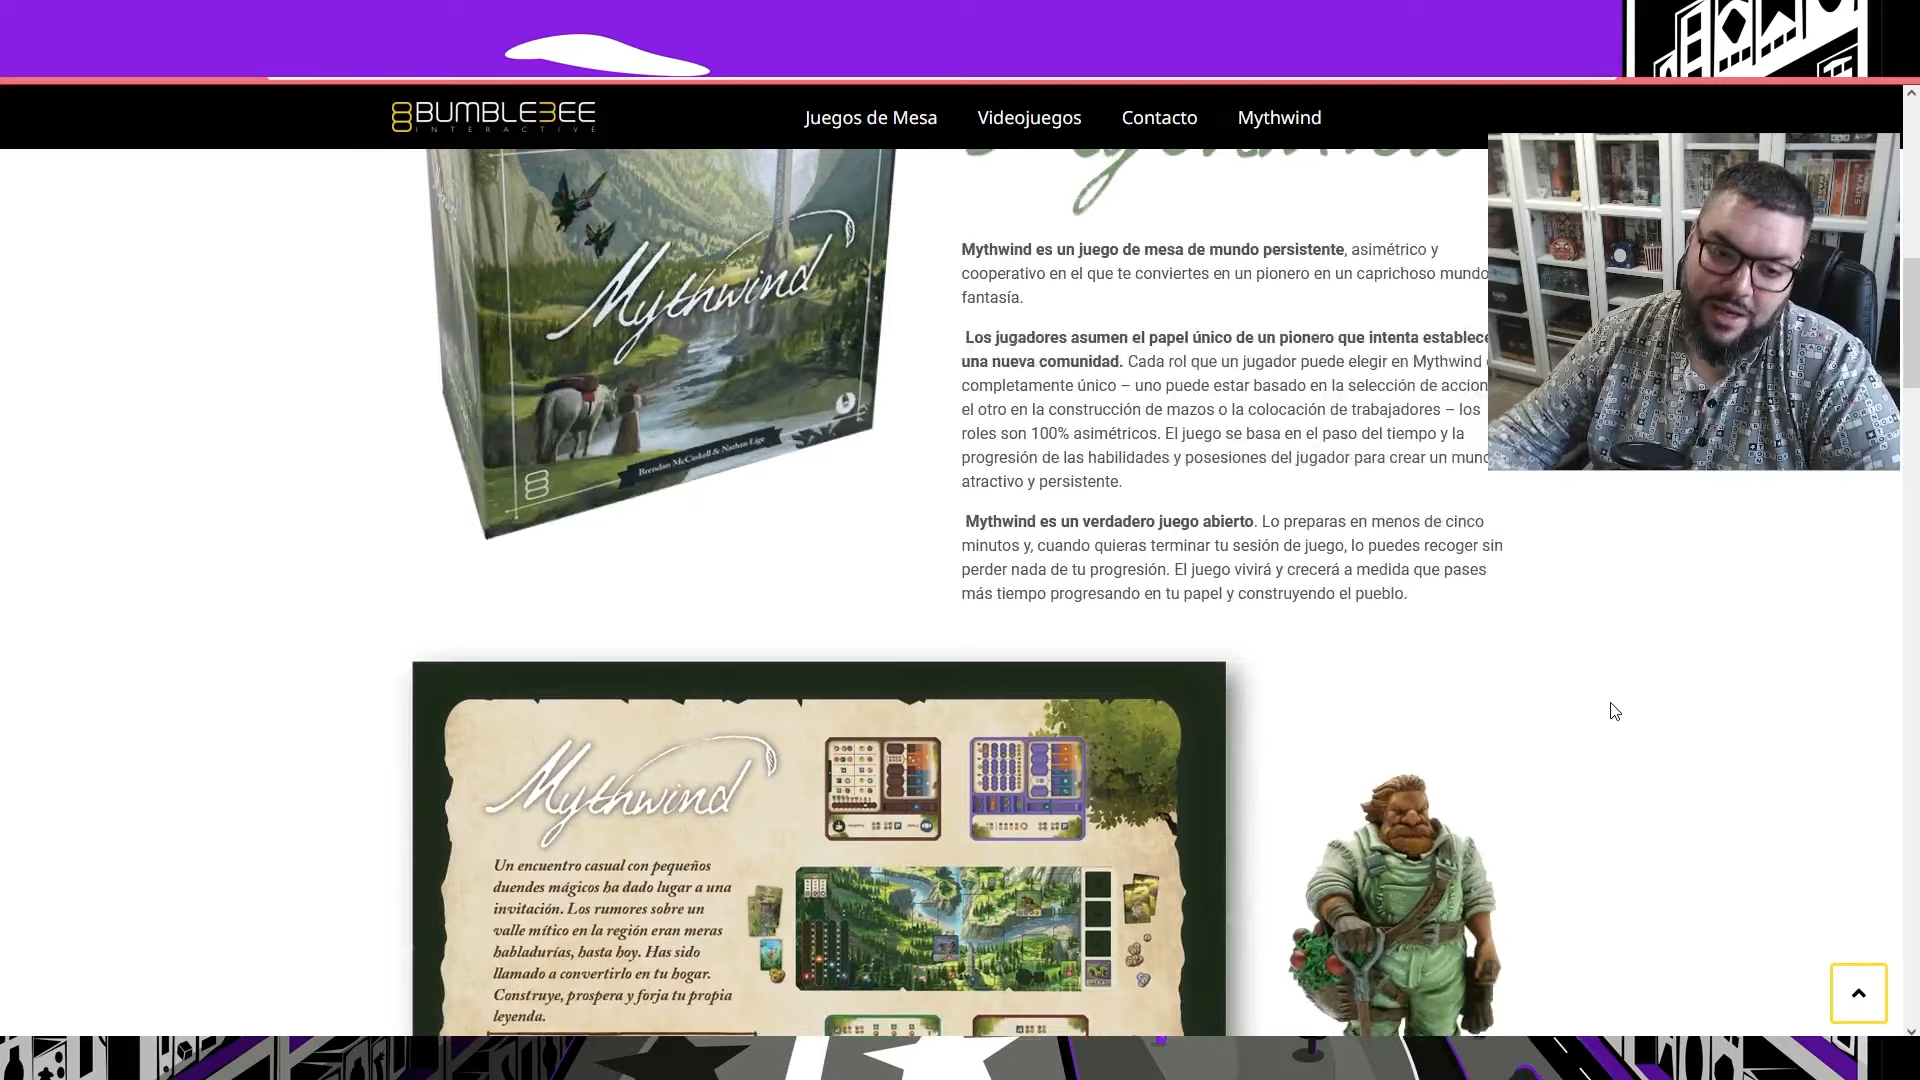 BUMBLEBEE
INTERACTIVE
Juegos de Mesa
Videojuegos
Contacto
Mythwind
Mythwind
Brendan McCaskell & Nathan Lige
Mythwind es un juego de mesa de mundo persistente, asimétrico y
cooperativo en el que te conviertes en un pionero en un caprichoso mundo
fantasía.
Los jugadores asumen el papel único de un pionero que intenta establece
una nueva comunidad. Cada rol que un jugador puede elegir en Mythwind
completamente único – uno puede estar basado en la selección de accion
el otro en la construcción de mazos o la colocación de trabajadores – los
roles son 100% asimétricos. El juego se basa en el paso del tiempo y la
progresión de las habilidades y posesiones del jugador para crear un mund
atractivo y persistente.
Mythwind es un verdadero juego abierto. Lo preparas en menos de cinco
minutos y, cuando quieras terminar tu sesión de juego, lo puedes recoger sin
perder nada de tu progresión. El juego vivirá y crecerá a medida que pases
más tiempo progresando en tu papel y construyendo el pueblo.
Mythwind
Un encuentro casual con pequeños
duendes mágicos ha dado lugar a una
invitación. Los rumores sobre un
valle mítico en la región eran meras
habladurías, hasta hoy. Has sido
llamado a convertirlo en tu hogar.
Construye, prospera y forja tu propia
leyenda.